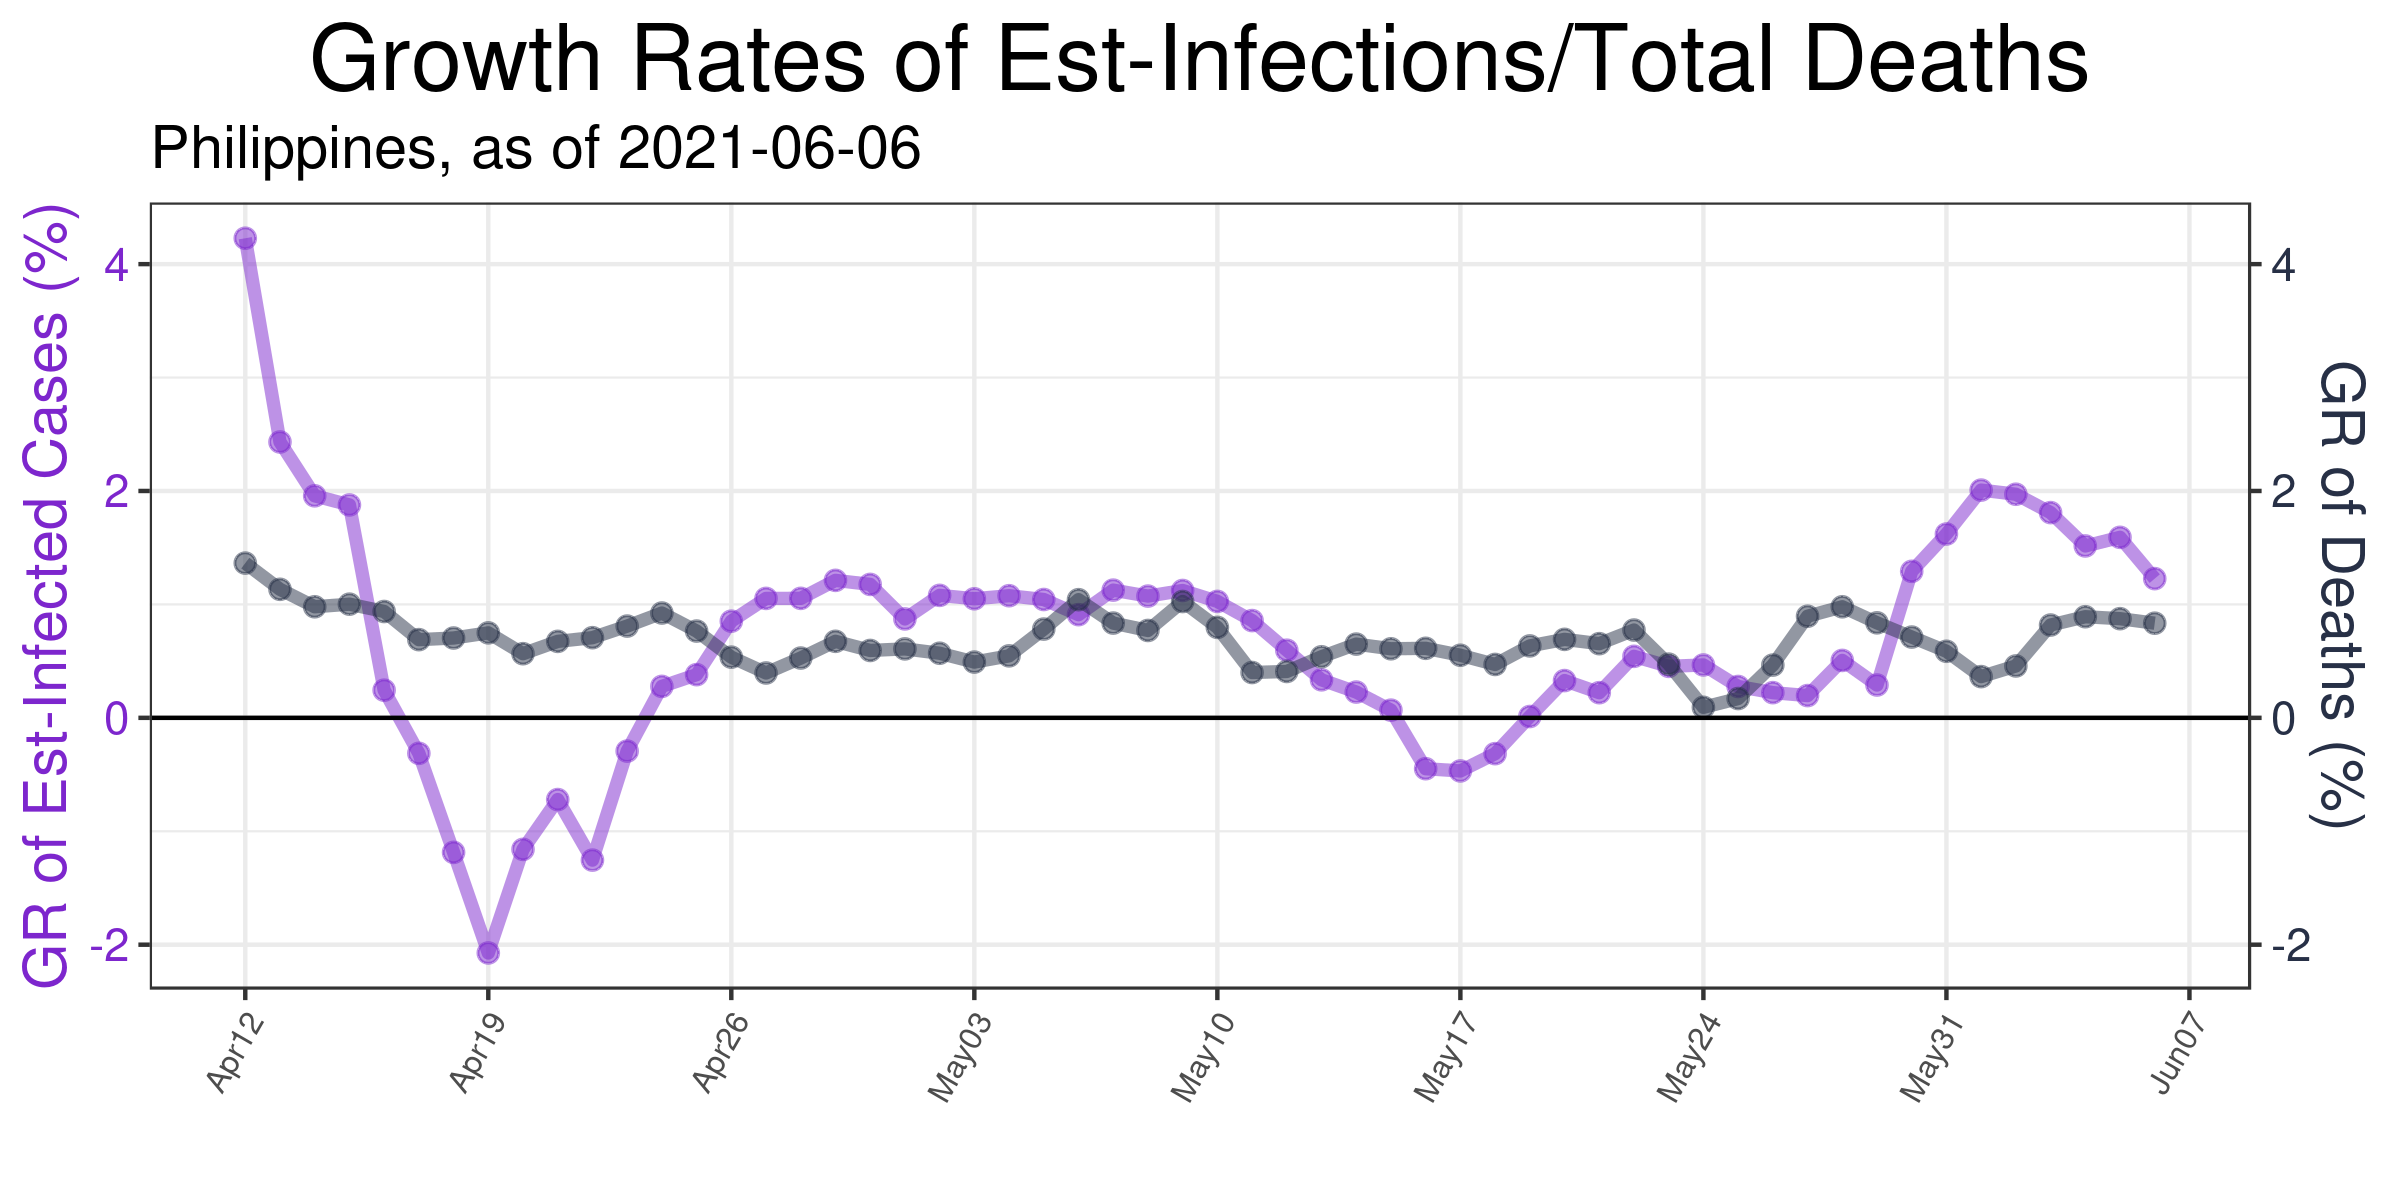 Growth Rates of Est-Infections/Total Deaths
Philippines, as of 2021-06-06
GR of Est-Infected Cases (%)
4
2
0
-2
4
2
0
-2
GR of Deaths (%)
Apr12
Apr19
Apr26
May03
May10
May17
May24
May31
Jun07